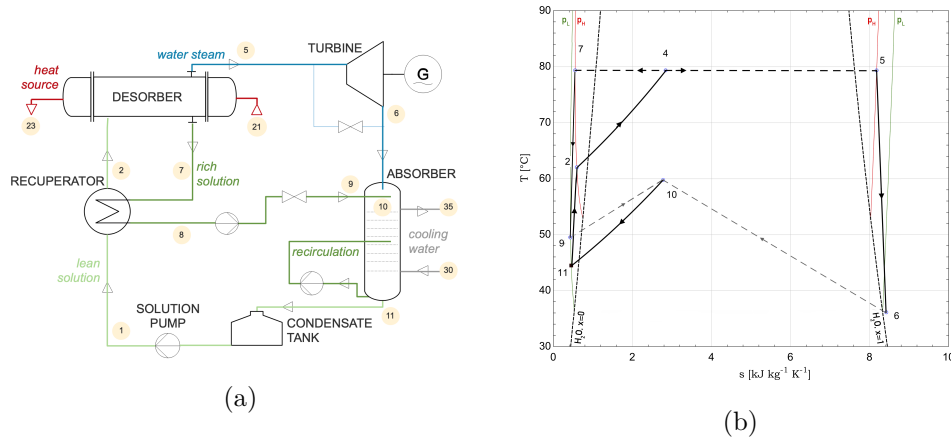 water steam
5
TURBINE
G
heat
source
DESORBER
23
21
6
2
7
rich
solution
RECUPERATOR
ABSORBER
9
10
35
8
cooling
water
recirculation
30
lean
solution
11
SOLUTION
PUMP
1
CONDENSATE
TANK
(a)
90
80
70
60
50
40
30
T [°C]
pL
pH
pH
pL
7
4
5
2
10
9
11
6
H2O, x=0
H2O, x=1
0
2
4
6
8
10
s [kJ kg-1 K-1]
(b)